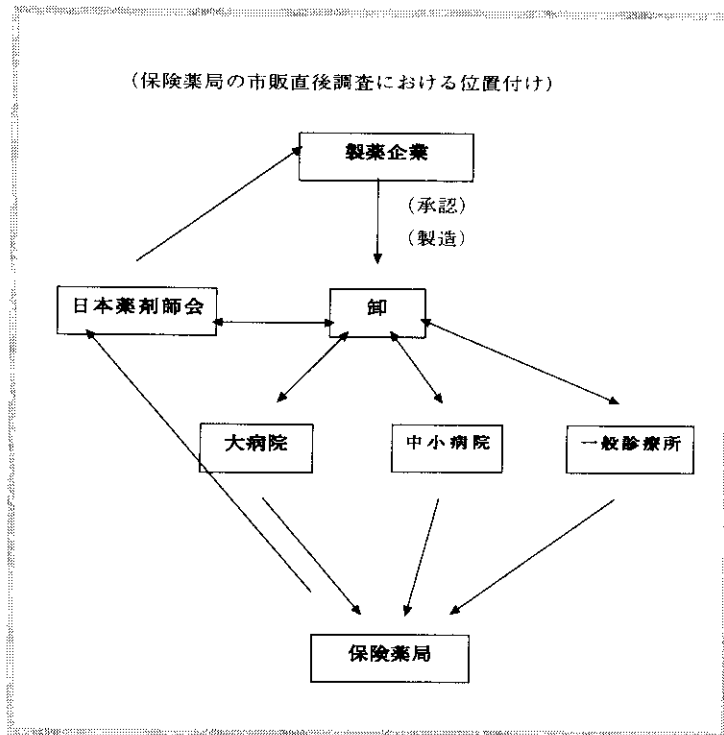 (保険薬局の市販直後調査における位置付け)
製薬企業
(承認)
(製造)
日本薬剤師会
卸
大病院
中小病院
一般診療所
保険薬局